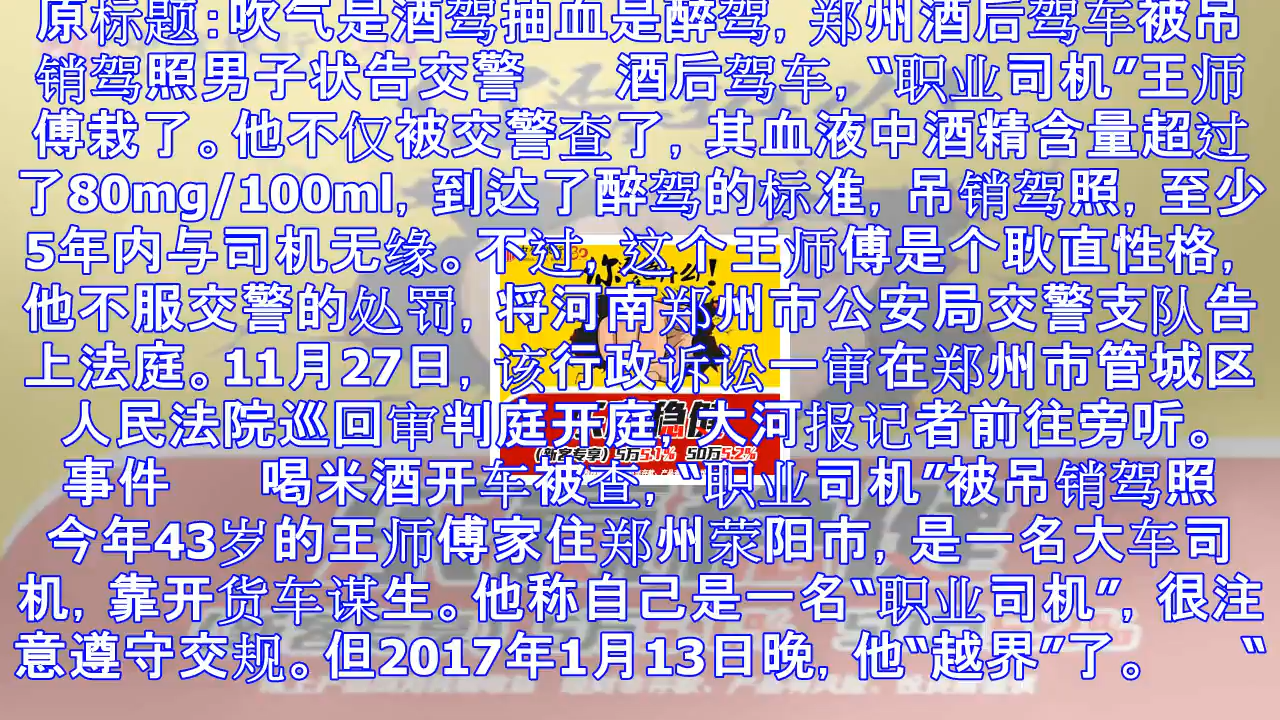 原标题：吹气是酒驾抽血是醉驾，郑州酒后驾车被吊
销驾照男子状告交警　　酒后驾车，“职业司机”王师
傅栽了。他不仅被交警查了，其血液中酒精含量超过
了80mg/100ml，到达了醉驾的标准，吊销驾照，至少
5年内与司机无缘。不过，这个王师傅是个耿直性格，
他不服交警的处罚，将河南郑州市公安局交警支队告
上法庭。11月27日，该行政诉讼一审在郑州市管城区
人民法院巡回审判庭开庭，大河报记者前往旁听。
事件　　喝米酒开车被查，“职业司机”被吊销驾照
今年43岁的王师傅家住郑州荥阳市，是一名大车司
机，靠开货车谋生。他称自己是一名“职业司机”，很注
意遵守交规。但2017年1月13日晚，他“越界”了。　　“
(新客专享) 5万5.1% 50万5.2%